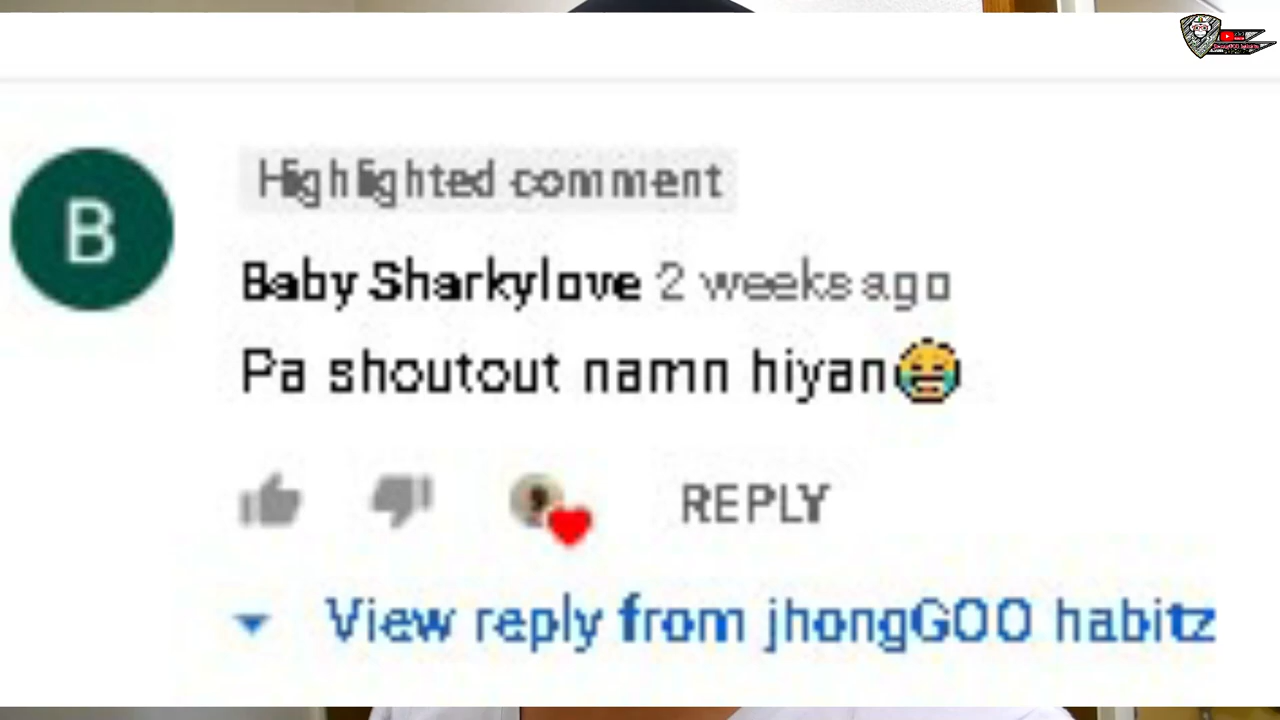 B
Highlighted comment
Baby Sharkylove 2 weeks ago
Pa shoutout namn hiyan😭
REPLY
View reply from jhongGOO habitz